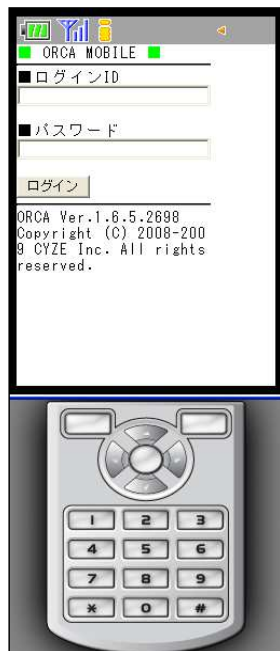 ■ ORCA MOBILE ■
■ログインID
■パスワード
ログイン
ORCA Ver.1.6.5.2698
Copyright (C) 2008-200
9 CYZE Inc. All rights
reserved.
1 2 3
4 5 6
7 8 9
* 0 #